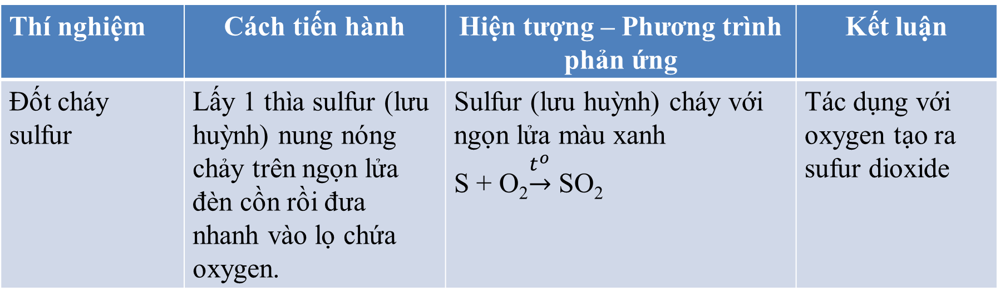 Thí nghiệm
Cách tiến hành
Hiện tượng – Phương trình
phản ứng
Kết luận
Đốt cháy
sulfur
Lấy 1 thìa sulfur (lưu
huỳnh) nung nóng
chảy trên ngọn lửa
đèn cồn rồi đưa
nhanh vào lọ chứa
oxygen.
Sulfur (lưu huỳnh) cháy với
ngọn lửa màu xanh
S + O₂ \xrightarrow{t^o} SO₂
Tác dụng với
oxygen tạo ra
sufur dioxide